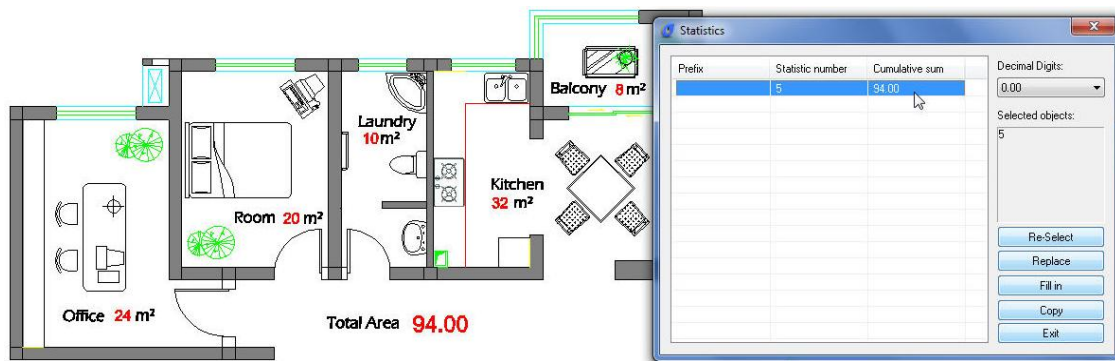 Balcony 8 m²
Laundry
10 m²
Kitchen
32 m²
Room 20 m²
Office 24 m²
Total Area 94.00
Statistics
Prefix Statistic number Cumulative sum
5 94.00
Decimal Digits:
0.00
Selected objects:
5
Re-Select
Replace
Fill in
Copy
Exit